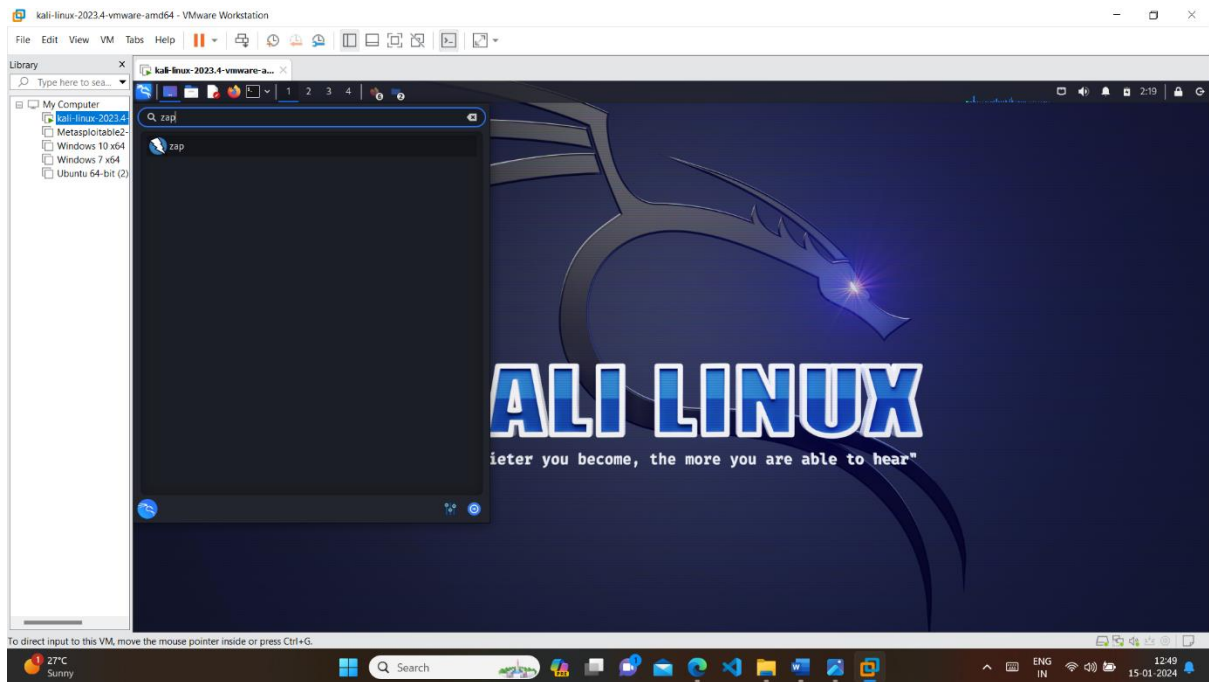 kali-linux-2023.4-vmware-amd64 - VMware Workstation
File Edit View VM Tabs Help
Library
Type here to sea...
kali-linux-2023.4-vmware-a...
1 2 3 4
6
2
2:19
My Computer
kali-linux-2023.4-
Metasploitable2-
Windows 10 x64
Windows 7 x64
Ubuntu 64-bit (2)
zap
zap
ALI LINUX
ieter you become, the more you are able to hear"
To direct input to this VM, move the mouse pointer inside or press Ctrl+G.
1
27°C
Sunny
Search
PRE
ENG
IN
12:49
15-01-2024